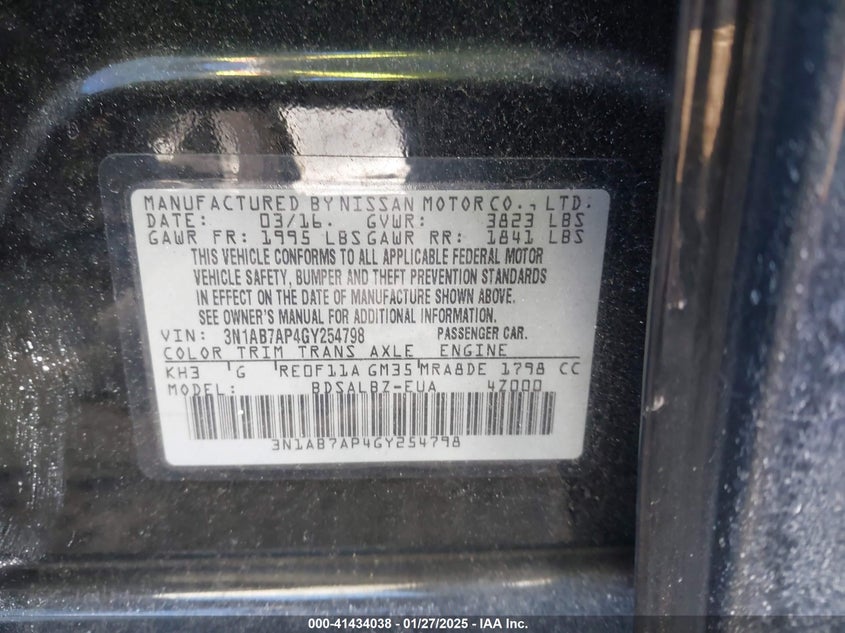 MANUFACTURED BY NISSAN MOTOR CO., LTD.
DATE: 03/16. GVWR: 3823 LBS
GAWR FR: 1995 LBS GAWR RR: 1841 LBS
THIS VEHICLE CONFORMS TO ALL APPLICABLE FEDERAL MOTOR
VEHICLE SAFETY, BUMPER AND THEFT PREVENTION STANDARDS
IN EFFECT ON THE DATE OF MANUFACTURE SHOWN ABOVE.
SEE OWNER'S MANUAL FOR ADDITIONAL INFORMATION.
VIN: 3N1AB7AP4GY254798 PASSENGER CAR.
COLOR TRIM TRANS AXLE ENGINE
KH3 G RE0F11A GM35 MRA8DE 1798 CC
MODEL: BDSALBZ-EUA 4Z000
3N1AB7AP4GY254798
000-41434038 - 01/27/2025 - IAA Inc.